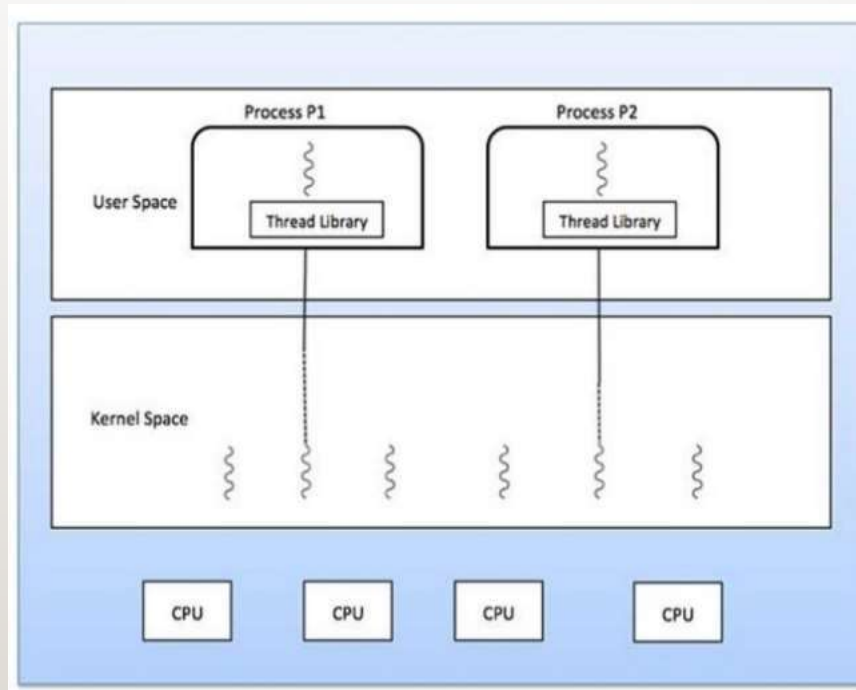 Process P1
Process P2
User Space
Thread Library
Thread Library
Kernel Space
CPU
CPU
CPU
CPU